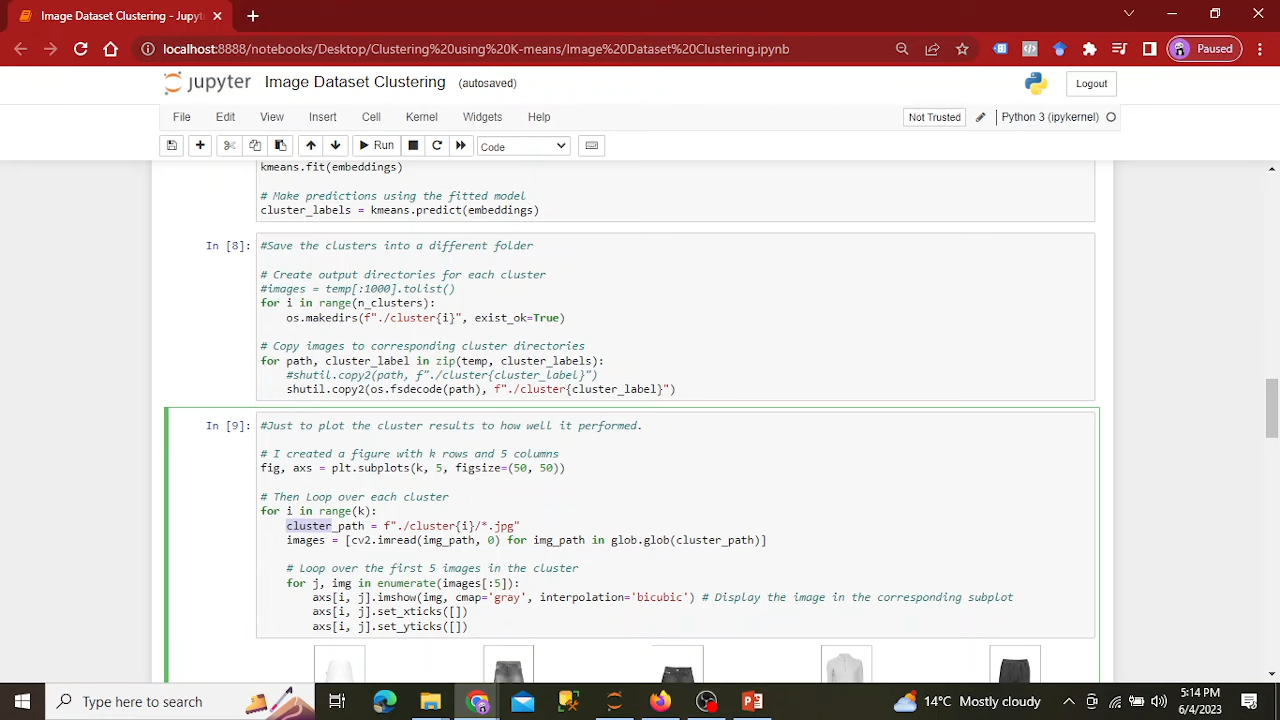 Image Dataset Clustering - Jupyt
localhost:8888/notebooks/Desktop/Clustering%20using%20K-means/Image%20Dataset%20Clustering.ipynb
Paused
jupyter Image Dataset Clustering (autosaved)
Logout
File Edit View Insert Cell Kernel Widgets Help
Not Trusted
Python 3 (ipykernel)
Run
Code
kmeans.fit(embeddings)
# Make predictions using the fitted model
cluster_labels = kmeans.predict(embeddings)
In [8]:
#Save the clusters into a different folder
# Create output directories for each cluster
#images = temp[:1000].tolist()
for i in range(n_clusters):
    os.makedirs(f"./cluster{i}", exist_ok=True)
# Copy images to corresponding cluster directories
for path, cluster_label in zip(temp, cluster_labels):
    #shutil.copy2(path, f"./cluster{cluster_label}")
    shutil.copy2(os.fsdecode(path), f"./cluster{cluster_label}")
In [9]:
#Just to plot the cluster results to how well it performed.
# I created a figure with k rows and 5 columns
fig, axs = plt.subplots(k, 5, figsize=(50, 50))
# Then Loop over each cluster
for i in range(k):
    cluster_path = f"./cluster{i}/*.jpg"
    images = [cv2.imread(img_path, 0) for img_path in glob.glob(cluster_path)]
    # Loop over the first 5 images in the cluster
    for j, img in enumerate(images[:5]):
        axs[i, j].imshow(img, cmap='gray', interpolation='bicubic') # Display the image in the corresponding subplot
        axs[i, j].set_xticks([])
        axs[i, j].set_yticks([])
Type here to search
14°C Mostly cloudy
5:14 PM
6/4/2023